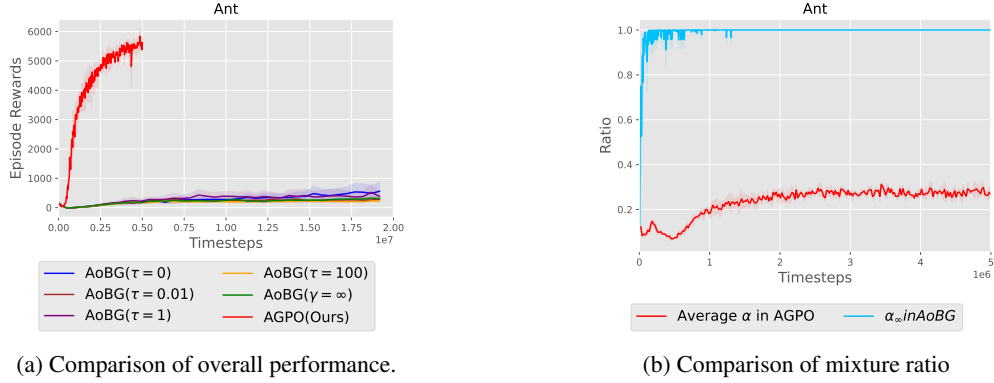 Ant
6000
5000
4000
3000
2000
1000
0
Episode Rewards
0.00 0.25 0.50 0.75 1.00 1.25 1.50 1.75 2.00
1e7
Timesteps
AoBG(τ = 0)
AoBG(τ = 0.01)
AoBG(τ = 1)
AoBG(τ = 100)
AoBG(γ = ∞)
AGPO(Ours)
(a) Comparison of overall performance.
Ant
1.0
0.8
0.6
0.4
0.2
Ratio
0 1 2 3 4 5
1e6
Timesteps
Average α in AGPO
α∞inAoBG
(b) Comparison of mixture ratio